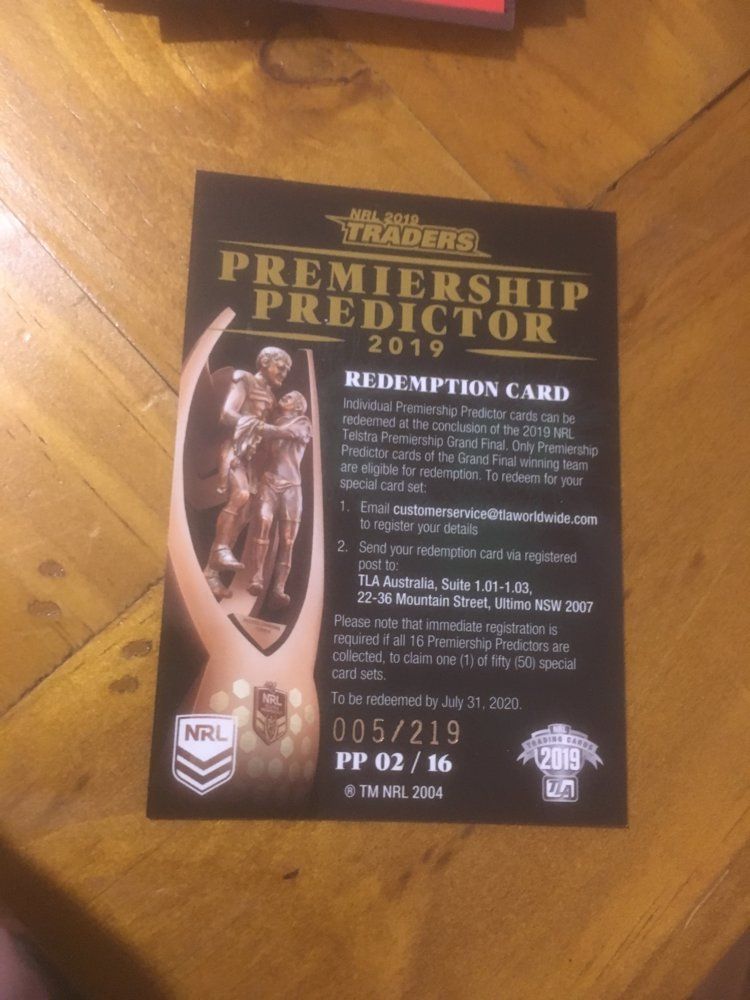 NRL 2019
TRADERS
PREMIERSHIP
PREDICTOR
2019
REDEMPTION CARD
Individual Premiership Predictor cards can be
redeemed at the conclusion of the 2019 NRL
Telstra Premiership Grand Final. Only Premiership
Predictor cards of the Grand Final winning team
are eligible for redemption. To redeem for your
special card set:
1. Email customerservice@tlaworldwide.com
to register your details
2. Send your redemption card via registered
post to:
TLA Australia, Suite 1.01-1.03,
22-36 Mountain Street, Ultimo NSW 2007
Please note that immediate registration is
required if all 16 Premiership Predictors are
collected, to claim one (1) of fifty (50) special
card sets.
To be redeemed by July 31, 2020.
005/219
PP 02 / 16
® TM NRL 2004
NRL
NRL
NRL
TRADING CARDS
2019
TLA